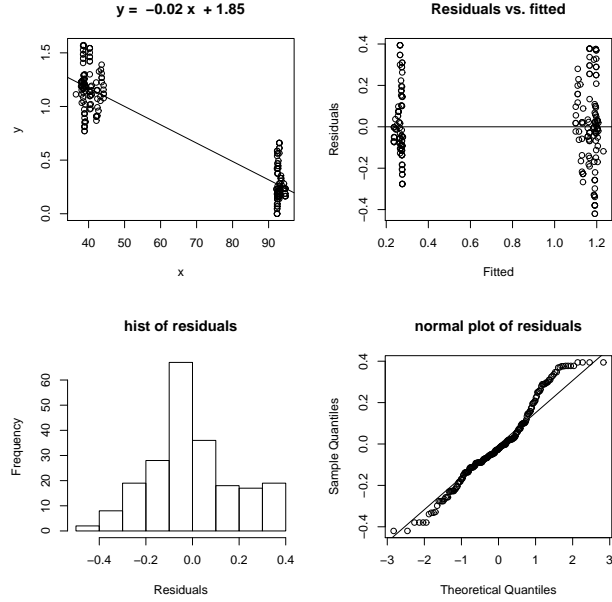 y = −0.02 x + 1.85
1.5
1.0
0.5
0.0
y
40 50 60 70 80 90
x
Residuals vs. fitted
0.4
0.2
0.0
−0.2
−0.4
Residuals
0.2 0.4 0.6 0.8 1.0 1.2
Fitted
hist of residuals
60
50
40
30
20
10
0
Frequency
−0.4 −0.2 0.0 0.2 0.4
Residuals
normal plot of residuals
0.4
0.2
0.0
−0.2
−0.4
Sample Quantiles
−3 −2 −1 0 1 2 3
Theoretical Quantiles